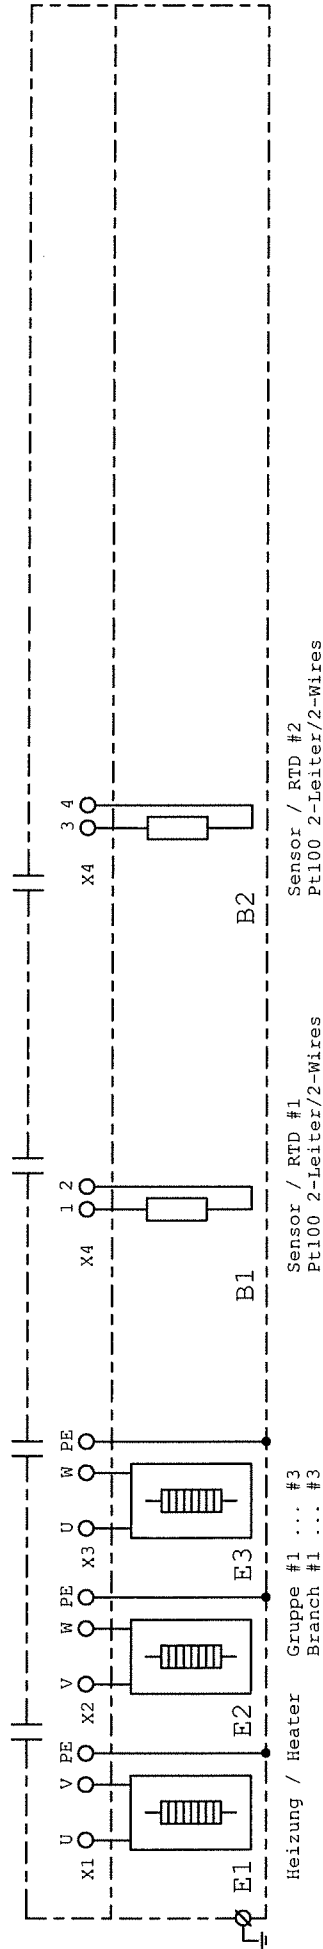 X1 U V PE X2 V W PE X3 U W PE X4 1 2 X4 3 4
E1 E2 E3 B1 B2
Heizung / Heater Gruppe #1 ... #3 Sensor / RTD #1 Sensor / RTD #2
Branch #1 ... #3 Pt100 2-Leiter/2-Wires Pt100 2-Leiter/2-Wires